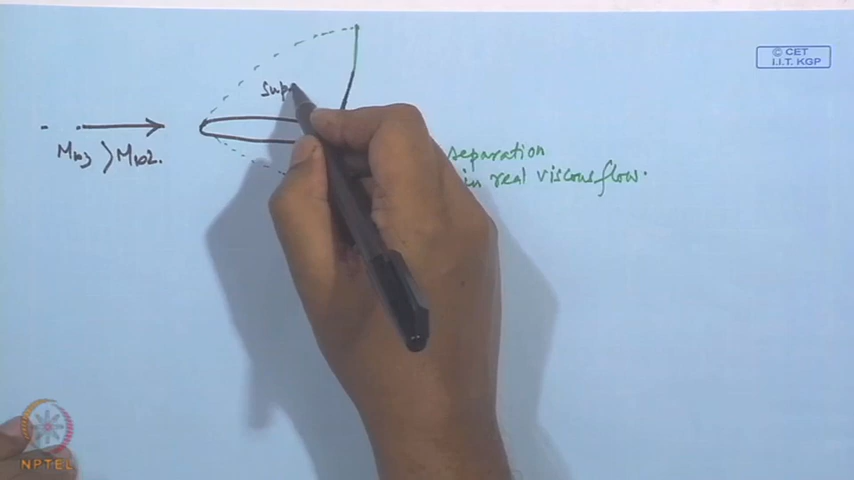 © CET
I.I.T. KGP
Sup
M∞3 > M∞2.
separation
in real viscous flow.
NPTEL